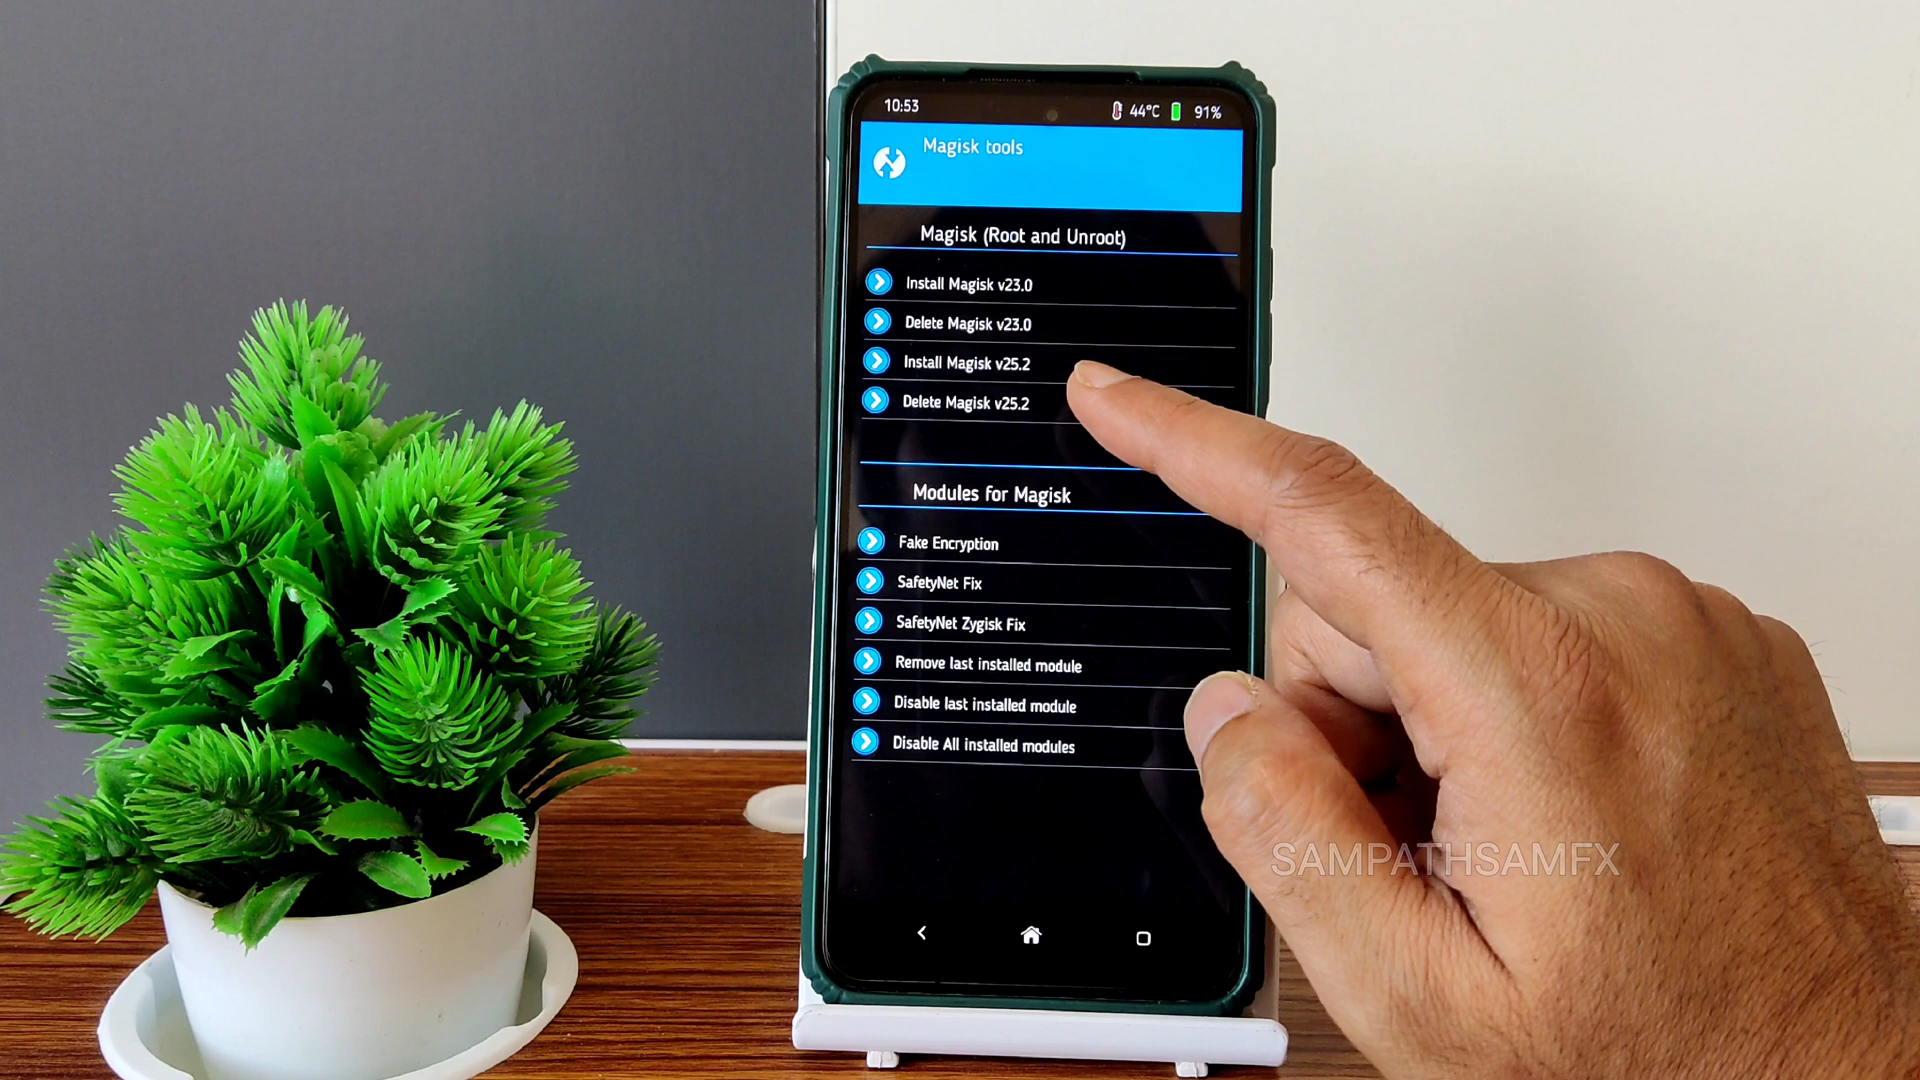 10:53
44°C
91%
Magisk tools
Magisk (Root and Unroot)
Install Magisk v23.0
Delete Magisk v23.0
Install Magisk v25.2
Delete Magisk v25.2
Modules for Magisk
Fake Encryption
SafetyNet Fix
SafetyNet Zygisk Fix
Remove last installed module
Disable last installed module
Disable All installed modules
SAMPATHSAMFX